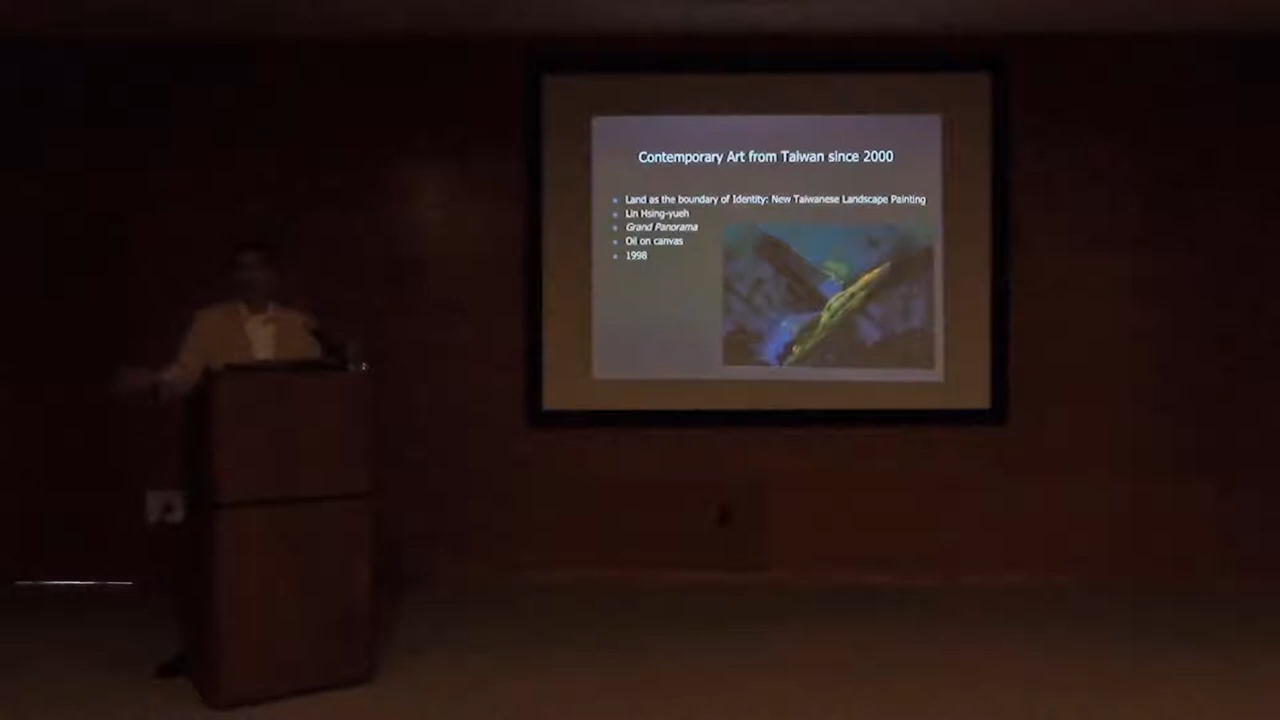 Contemporary Art from Taiwan since 2000
Land as the boundary of Identity: New Taiwanese Landscape Painting
Lin Hsing-yueh
Grand Panorama
Oil on canvas
1998